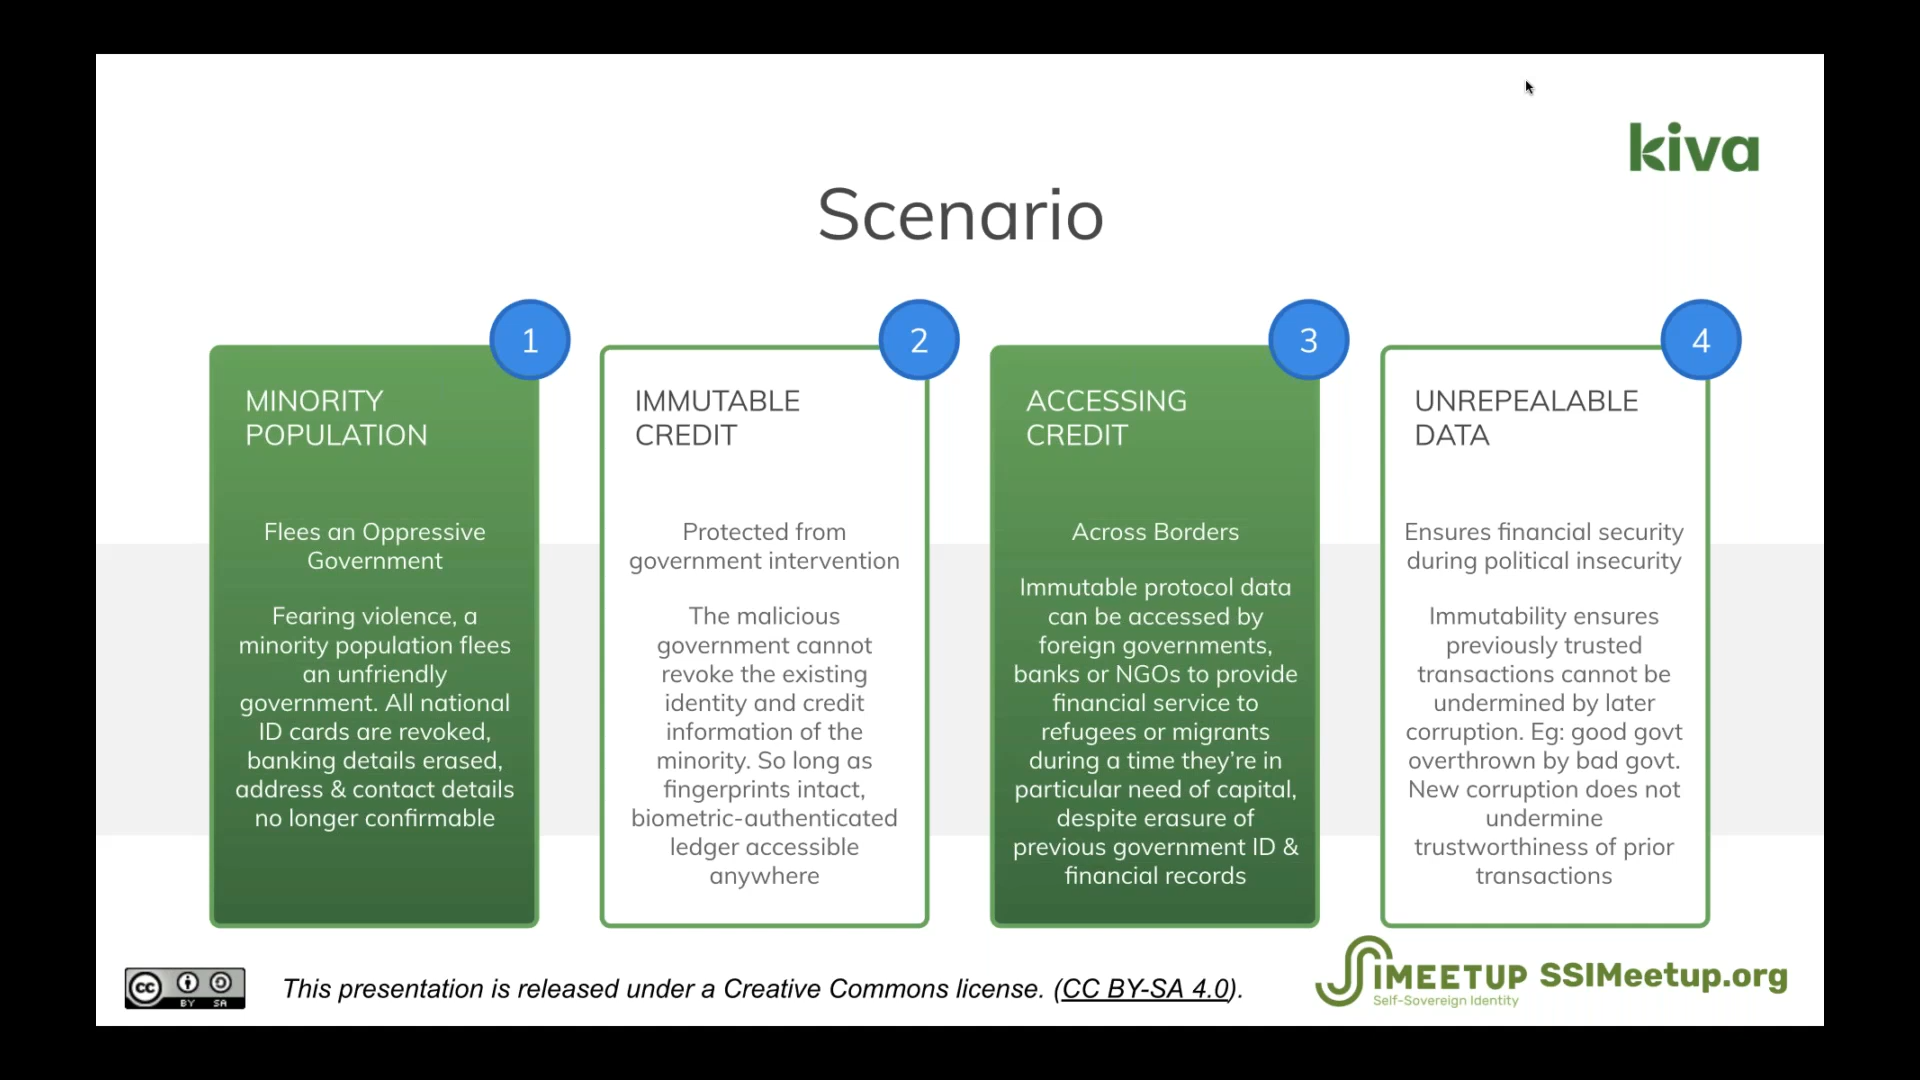 kiva
Scenario
1
MINORITY
POPULATION
Flees an Oppressive
Government
Fearing violence, a
minority population flees
an unfriendly
government. All national
ID cards are revoked,
banking details erased,
address & contact details
no longer confirmable
2
IMMUTABLE
CREDIT
Protected from
government intervention
The malicious
government cannot
revoke the existing
identity and credit
information of the
minority. So long as
fingerprints intact,
biometric-authenticated
ledger accessible
anywhere
3
ACCESSING
CREDIT
Across Borders
Immutable protocol data
can be accessed by
foreign governments,
banks or NGOs to provide
financial service to
refugees or migrants
during a time they're in
particular need of capital,
despite erasure of
previous government ID &
financial records
4
UNREPEALABLE
DATA
Ensures financial security
during political insecurity
Immutability ensures
previously trusted
transactions cannot be
undermined by later
corruption. Eg: good govt
overthrown by bad govt.
New corruption does not
undermine
trustworthiness of prior
transactions
cc BY SA
This presentation is released under a Creative Commons license. (CC BY-SA 4.0).
SSIMEETUP
Self-Sovereign Identity
SSIMeetup.org